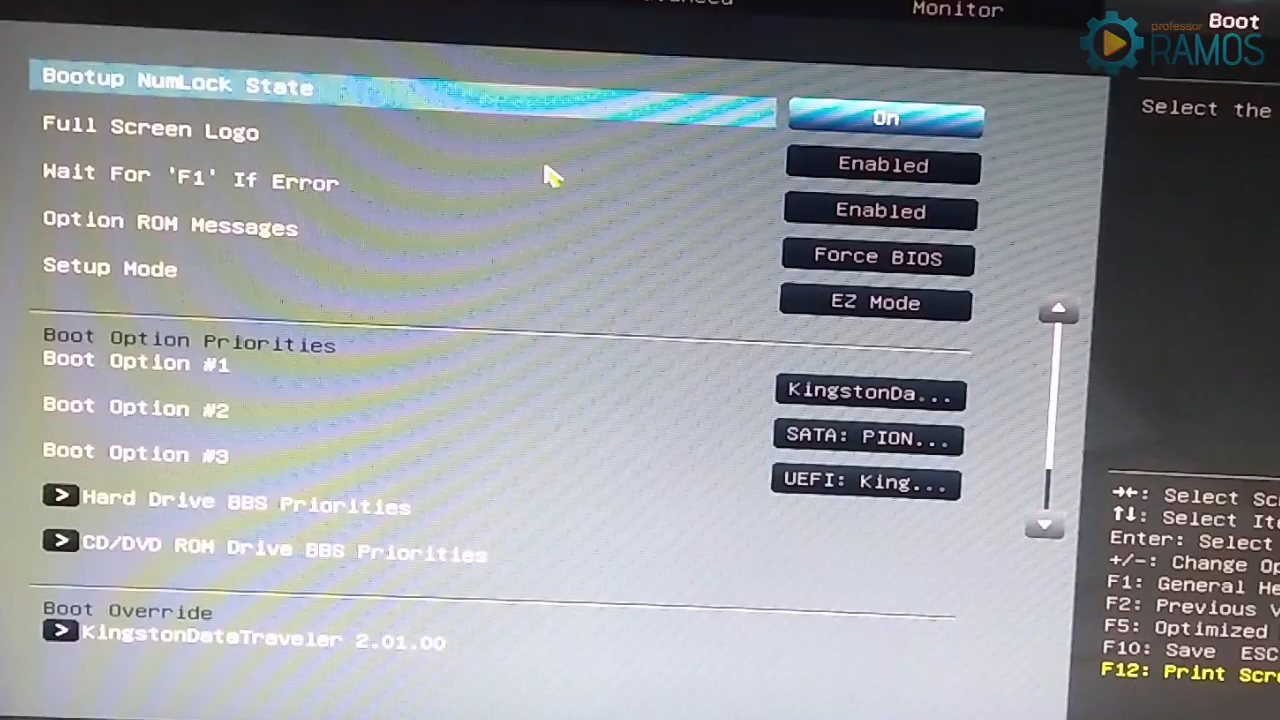 Monitor
Boot
professor
RAMOS
Bootup NumLock State
On
Select the
Full Screen Logo
Enabled
Wait For 'F1' If Error
Enabled
Option ROM Messages
Force BIOS
Setup Mode
EZ Mode
Boot Option Priorities
Boot Option #1
KingstonDa...
Boot Option #2
SATA: PION...
Boot Option #3
UEFI: King...
> Hard Drive BBS Priorities
> CD/DVD ROM Drive BBS Priorities
Boot Override
> KingstonDataTraveler 2.01.00
→←: Select Sc
↑↓: Select Ite
Enter: Select
+/-: Change Op
F1: General He
F2: Previous V
F5: Optimized
F10: Save ESC
F12: Print Scre